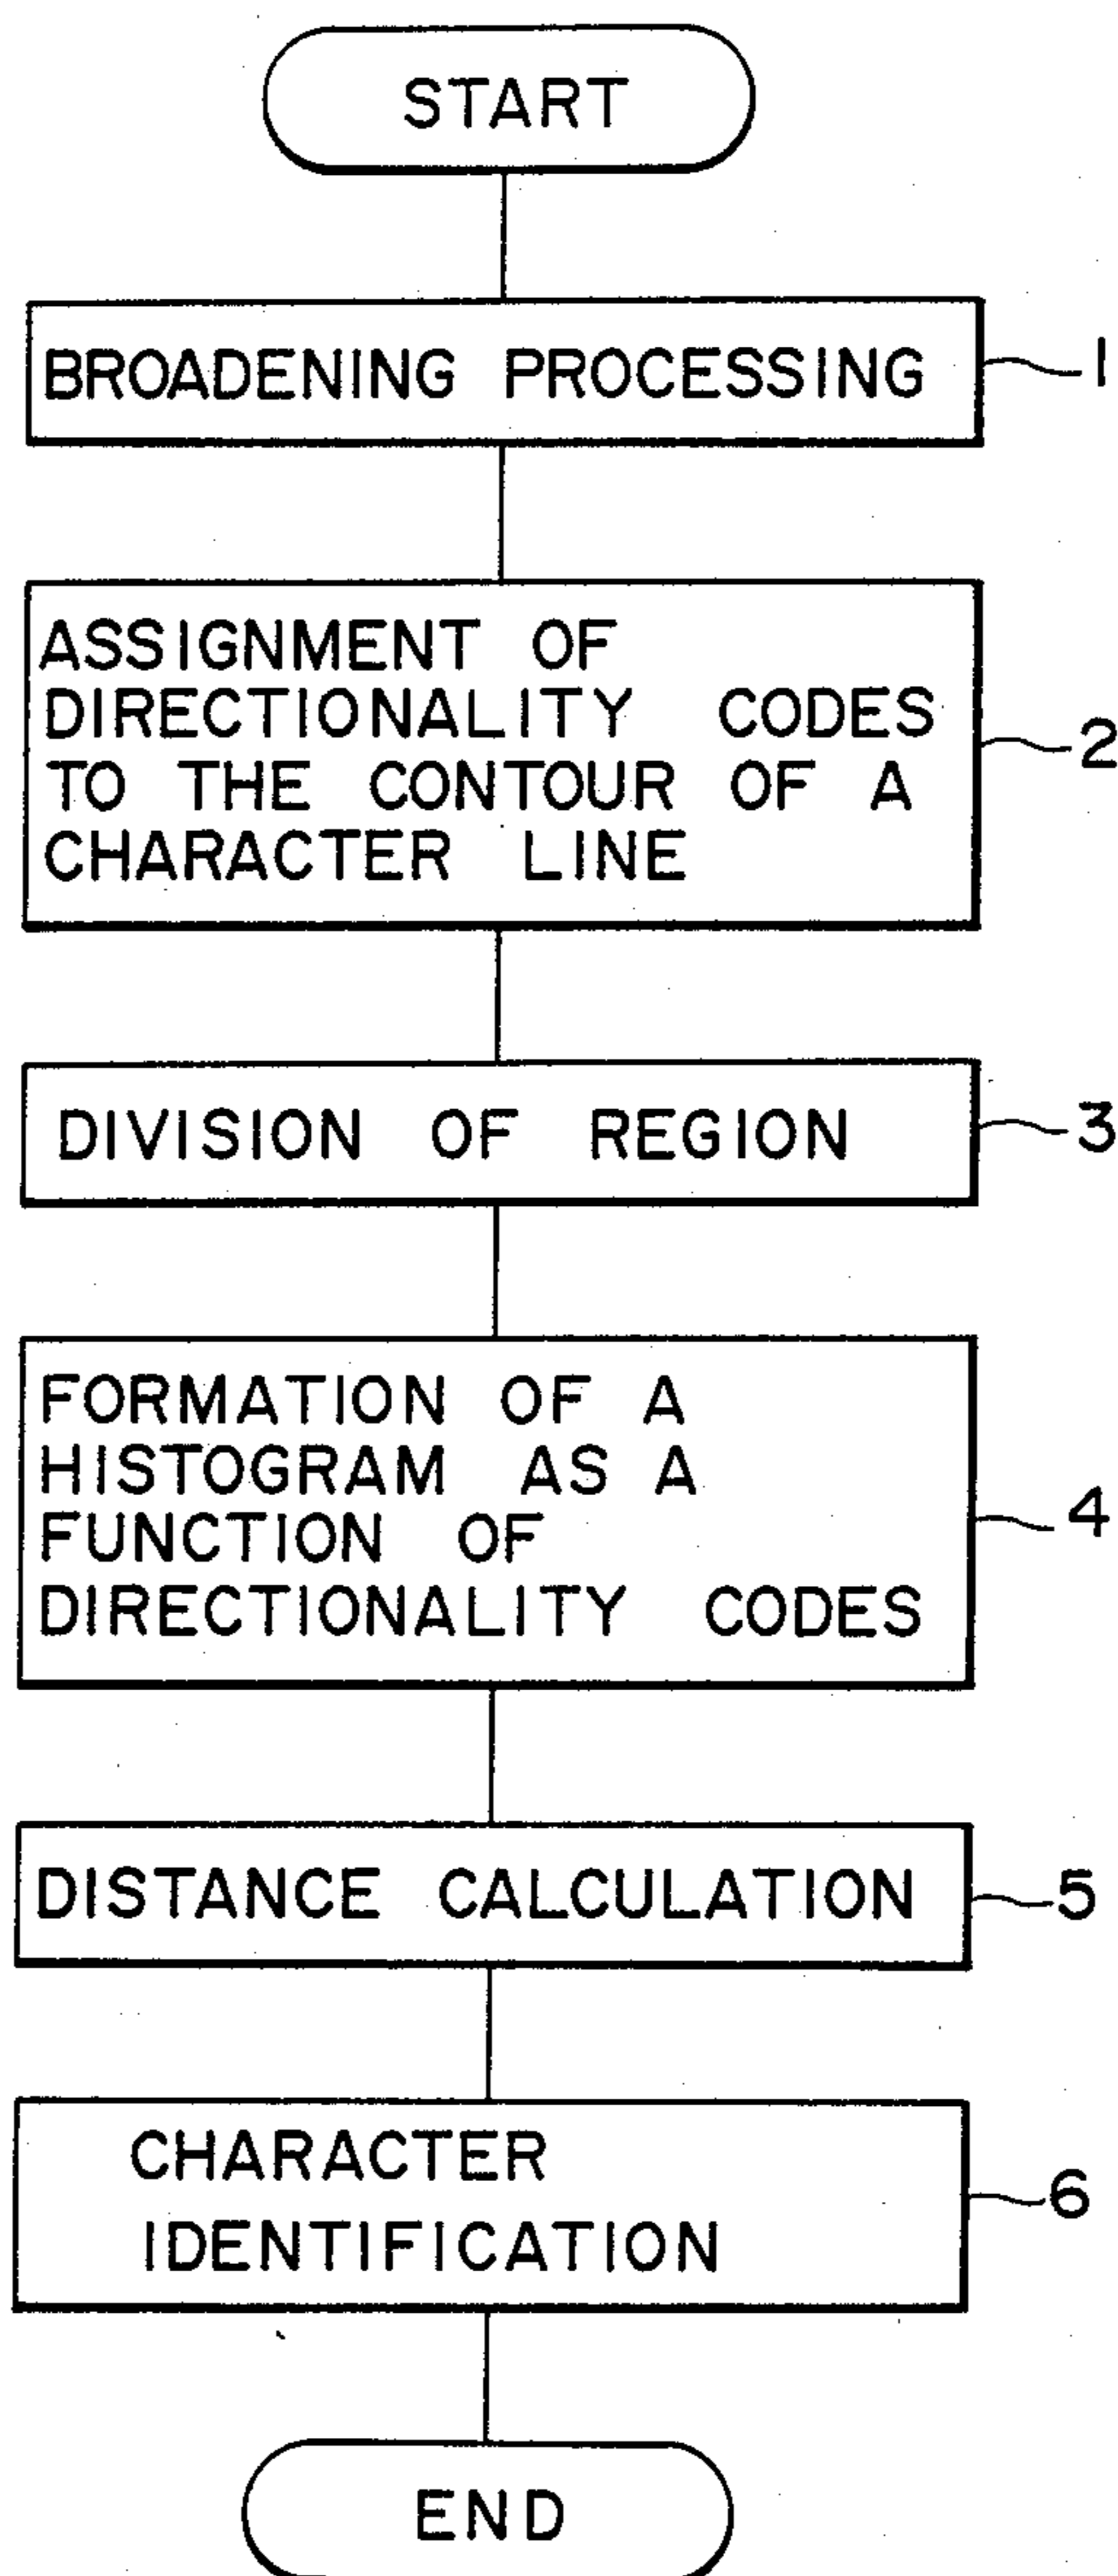 START
BROADENING PROCESSING
1
ASSIGNMENT OF
DIRECTIONALITY CODES
TO THE CONTOUR OF A
CHARACTER LINE
2
DIVISION OF REGION
3
FORMATION OF A
HISTOGRAM AS A
FUNCTION OF
DIRECTIONALITY CODES
4
DISTANCE CALCULATION
5
CHARACTER
IDENTIFICATION
6
END